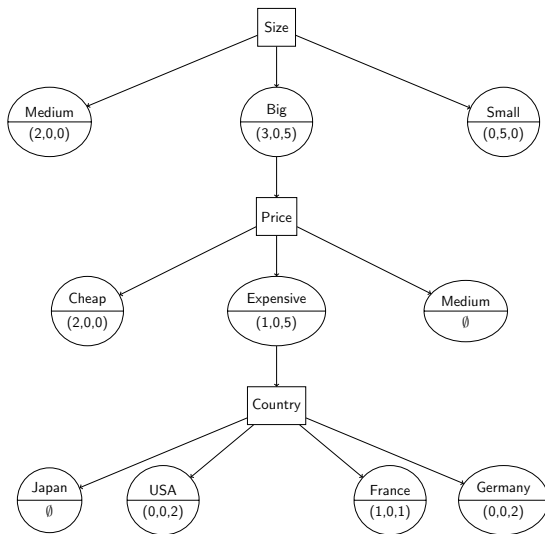 Size
Medium
(2,0,0)
Big
(3,0,5)
Small
(0,5,0)
Price
Cheap
(2,0,0)
Expensive
(1,0,5)
Medium
∅
Country
Japan
∅
USA
(0,0,2)
France
(1,0,1)
Germany
(0,0,2)